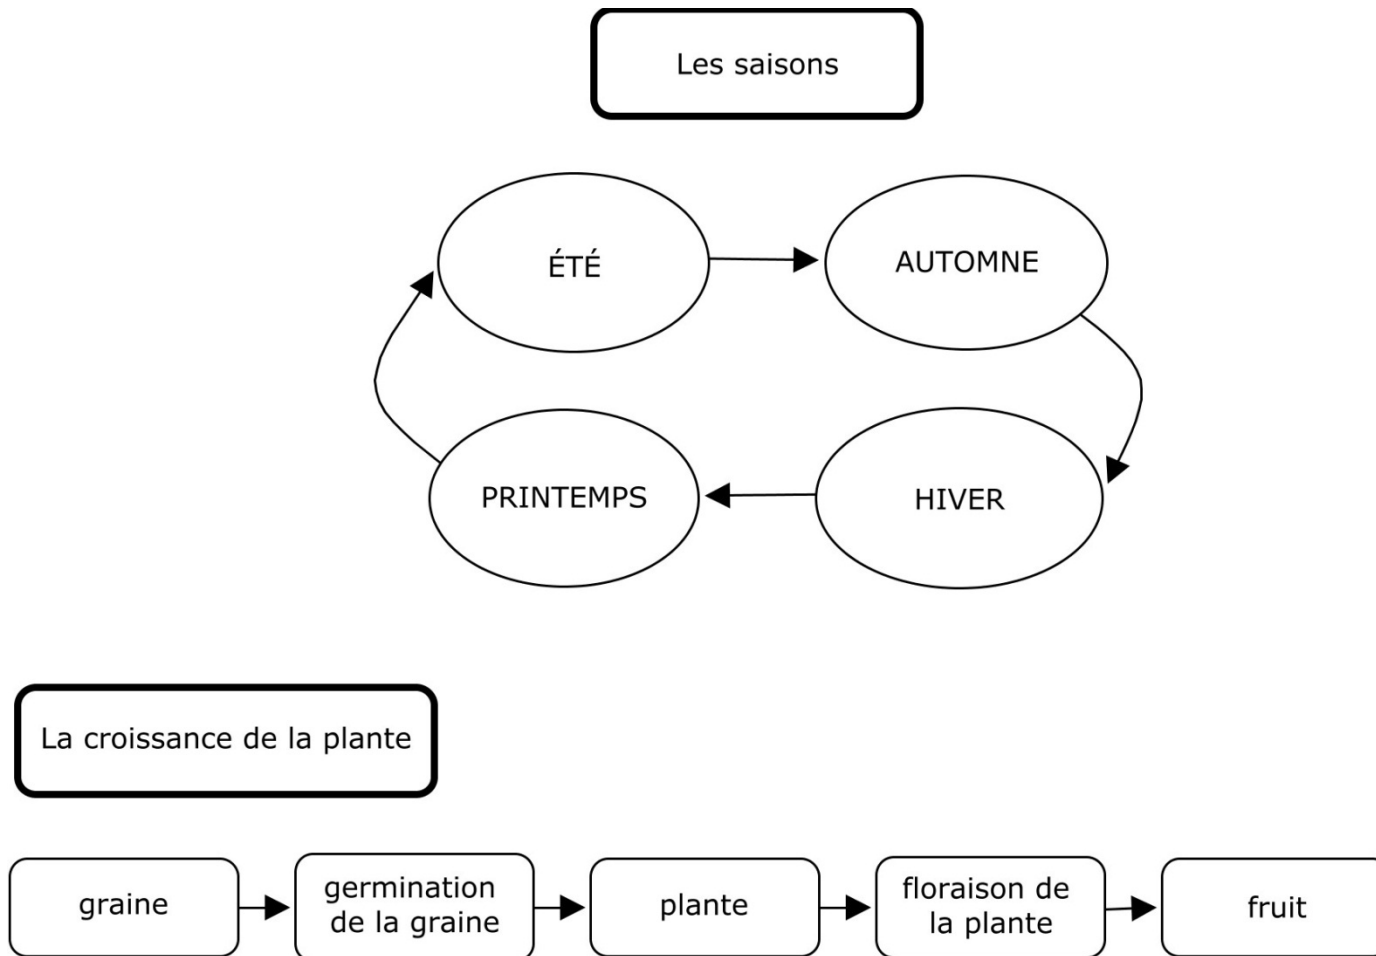 Les saisons
ÉTÉ
AUTOMNE
PRINTEMPS
HIVER
La croissance de la plante
graine
germination
de la graine
plante
floraison de
la plante
fruit